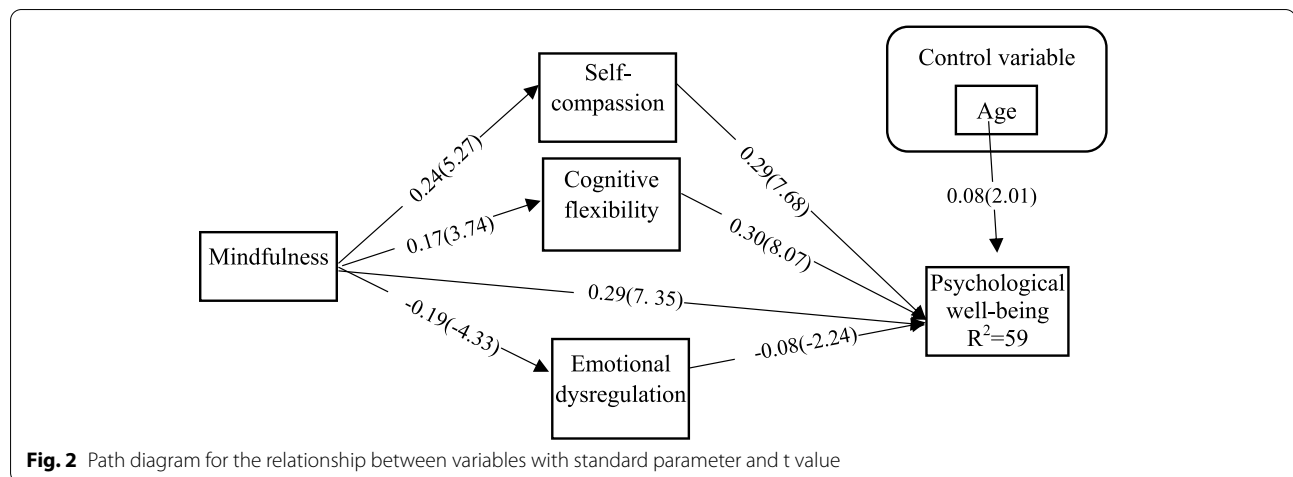 Self-
compassion
Control variable
Age
0.24(5.27)
0.29(7.68)
Cognitive
flexibility
0.08(2.01)
0.17(3.74)
0.30(8.07)
Mindfulness
0.29(7. 35)
Psychological
well-being
R²=59
-0.19(-4.33)
-0.08(-2.24)
Emotional
dysregulation
Fig. 2 Path diagram for the relationship between variables with standard parameter and t value